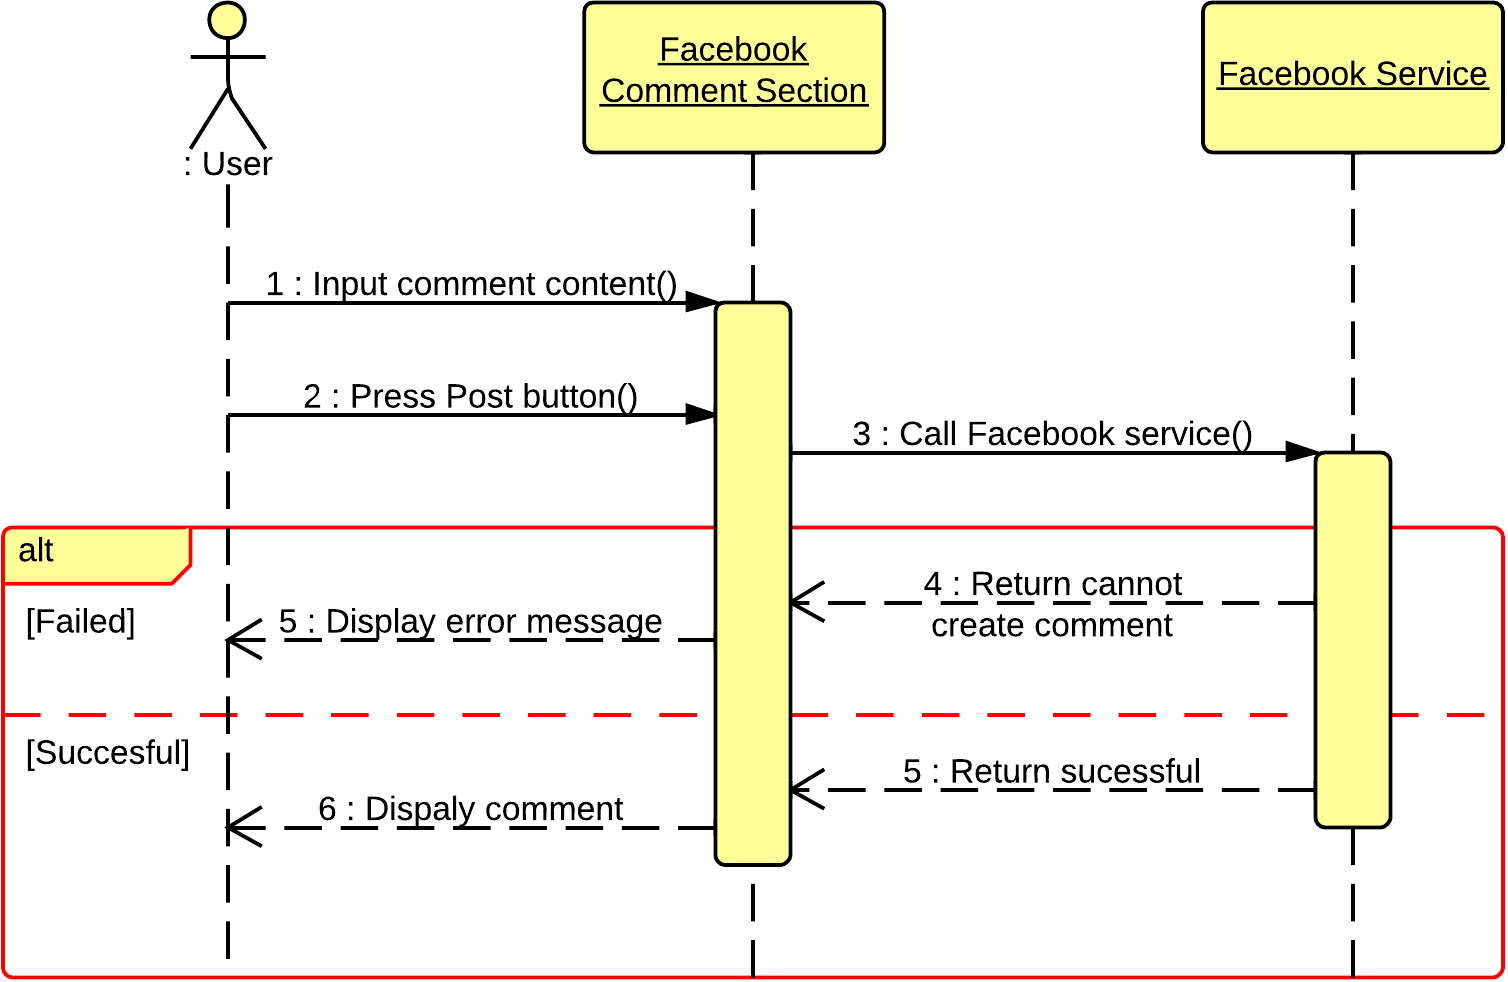 : User
Facebook
Comment Section
Facebook Service
1 : Input comment content()
2 : Press Post button()
3 : Call Facebook service()
alt
[Failed]
4 : Return cannot
create comment
5 : Display error message
[Succesful]
5 : Return sucessful
6 : Dispaly comment